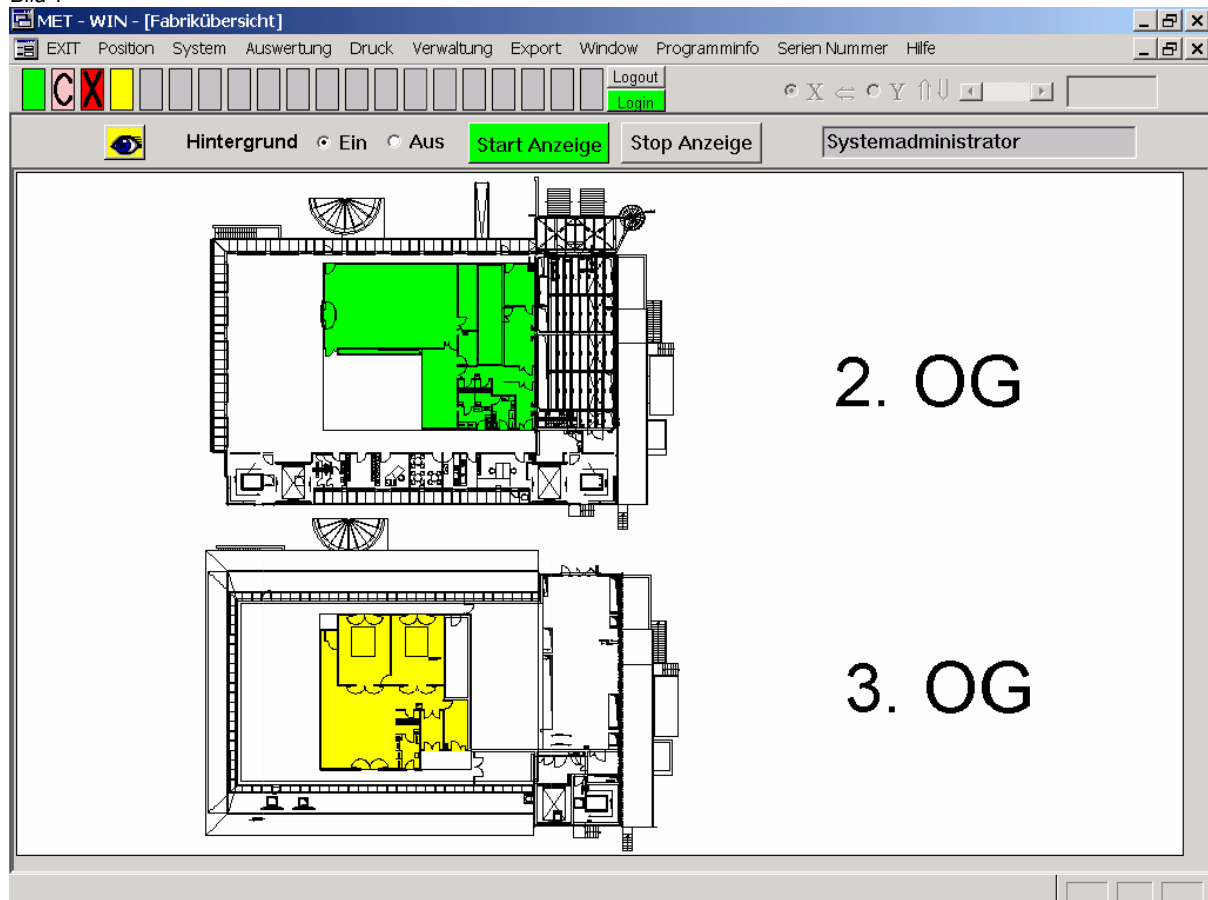 MET - WIN - [Fabrikübersicht]
EXIT Position System Auswertung Druck Verwaltung Export Window Programminfo Serien Nummer Hilfe
C X Logout
Login
X ⇐ Y ⇑⇓
Hintergrund Ein Aus Start Anzeige Stop Anzeige Systemadministrator
2. OG
3. OG